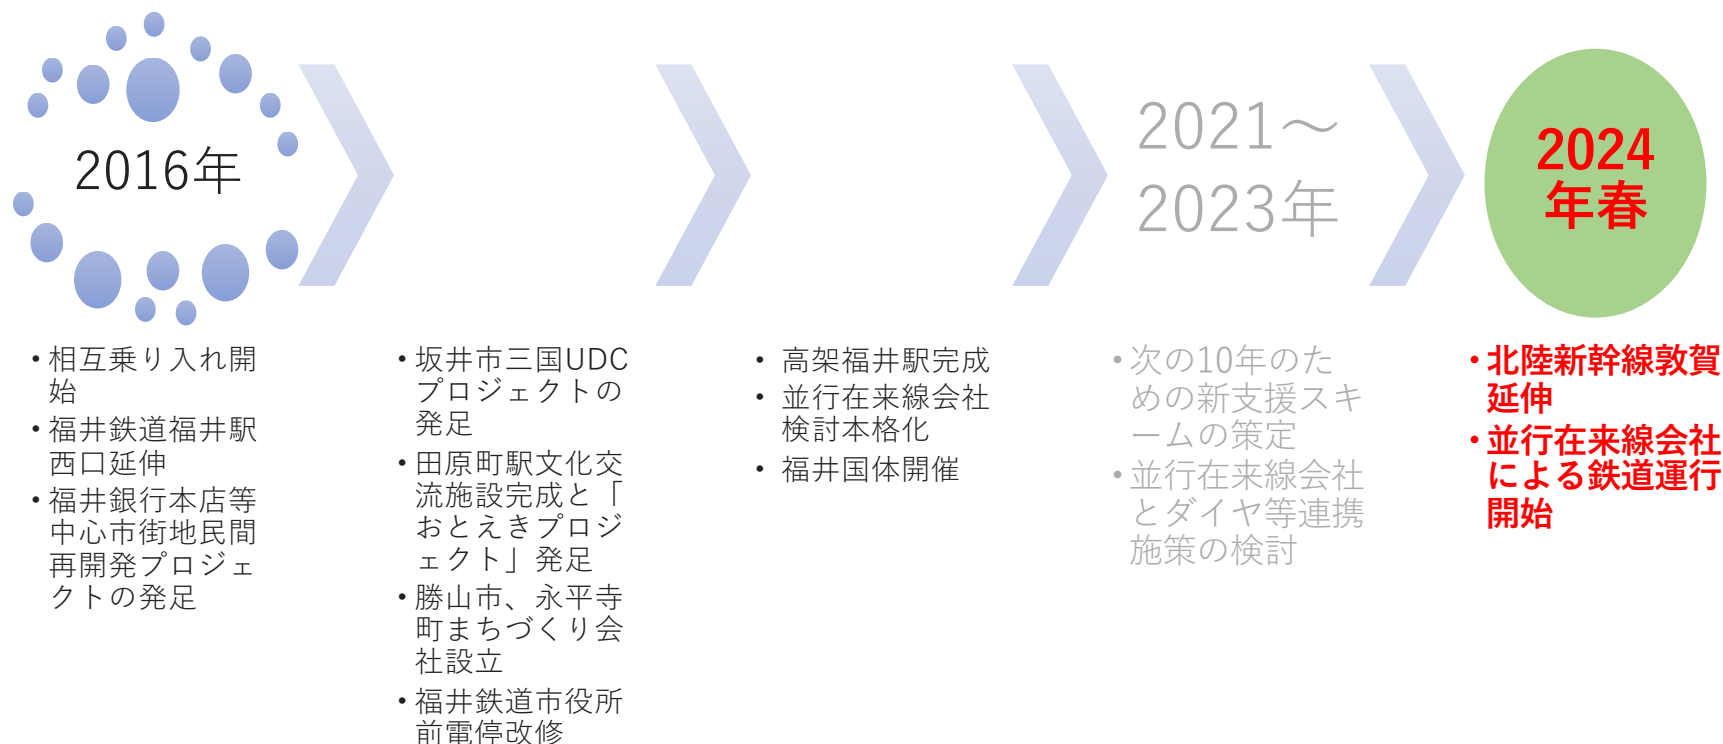 2016年
・相互乗り入れ開
始
・福井鉄道福井駅
西口延伸
・福井銀行本店等
中心市街地民間
再開発プロジェ
クトの発足
・坂井市三国UDC
プロジェクトの
発足
・田原町駅文化交
流施設完成と「
おとえきプロジ
ェクト」発足
・勝山市、永平寺
町まちづくり会
社設立
・福井鉄道市役所
前電停改修
・高架福井駅完成
・並行在来線会社
検討本格化
・福井国体開催
2021～
2023年
・次の10年のた
めの新支援スキ
ームの策定
・並行在来線会社
とダイヤ等連携
施策の検討
2024
年春
・北陸新幹線敦賀
延伸
・並行在来線会社
による鉄道運行
開始